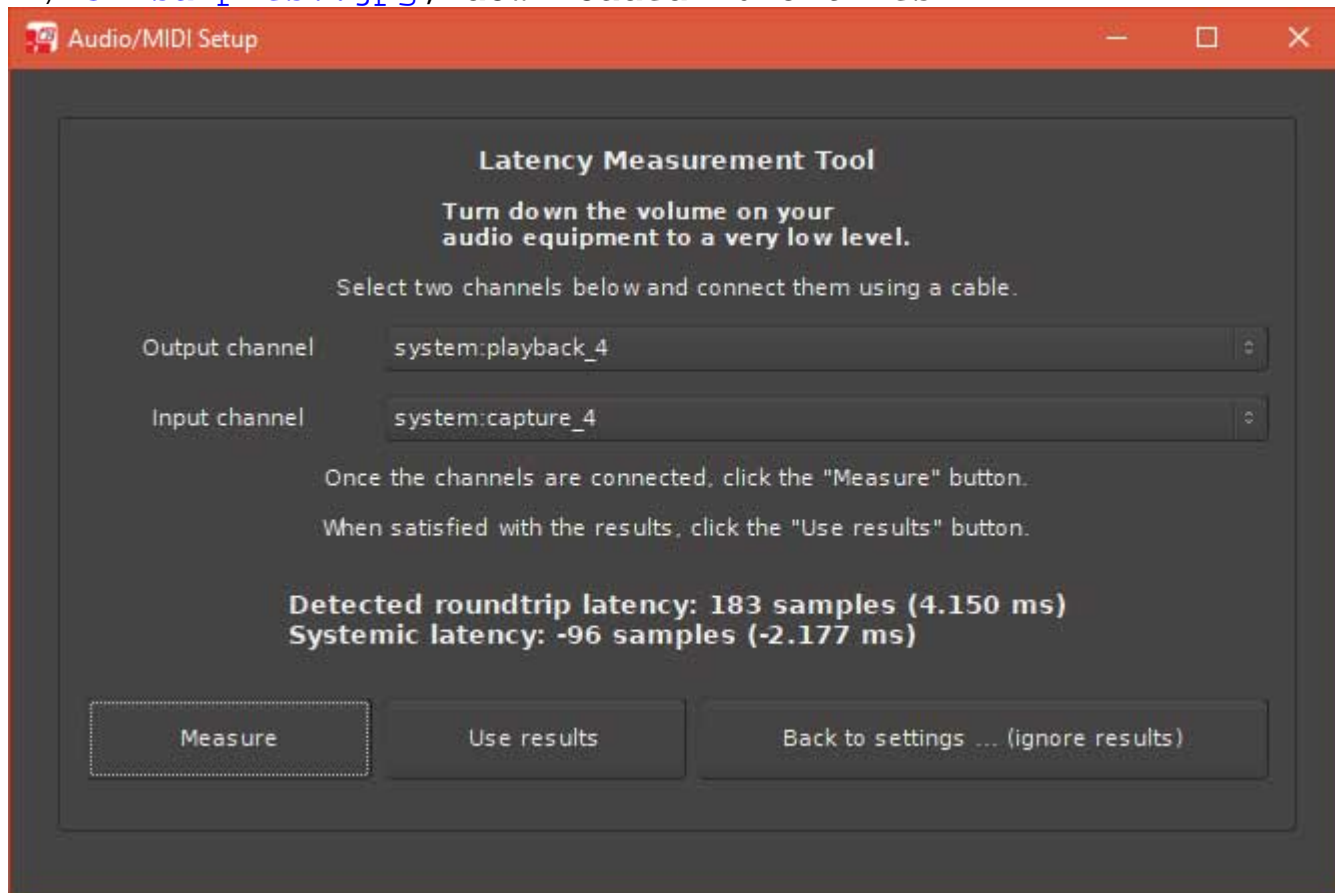 Audio/MIDI Setup
Latency Measurement Tool
Turn down the volume on your
audio equipment to a very low level.
Select two channels below and connect them using a cable.
Output channel system:playback_4
Input channel system:capture_4
Once the channels are connected, click the "Measure" button.
When satisfied with the results, click the "Use results" button.
Detected roundtrip latency: 183 samples (4.150 ms)
Systemic latency: -96 samples (-2.177 ms)
Measure Use results Back to settings ... (ignore results)